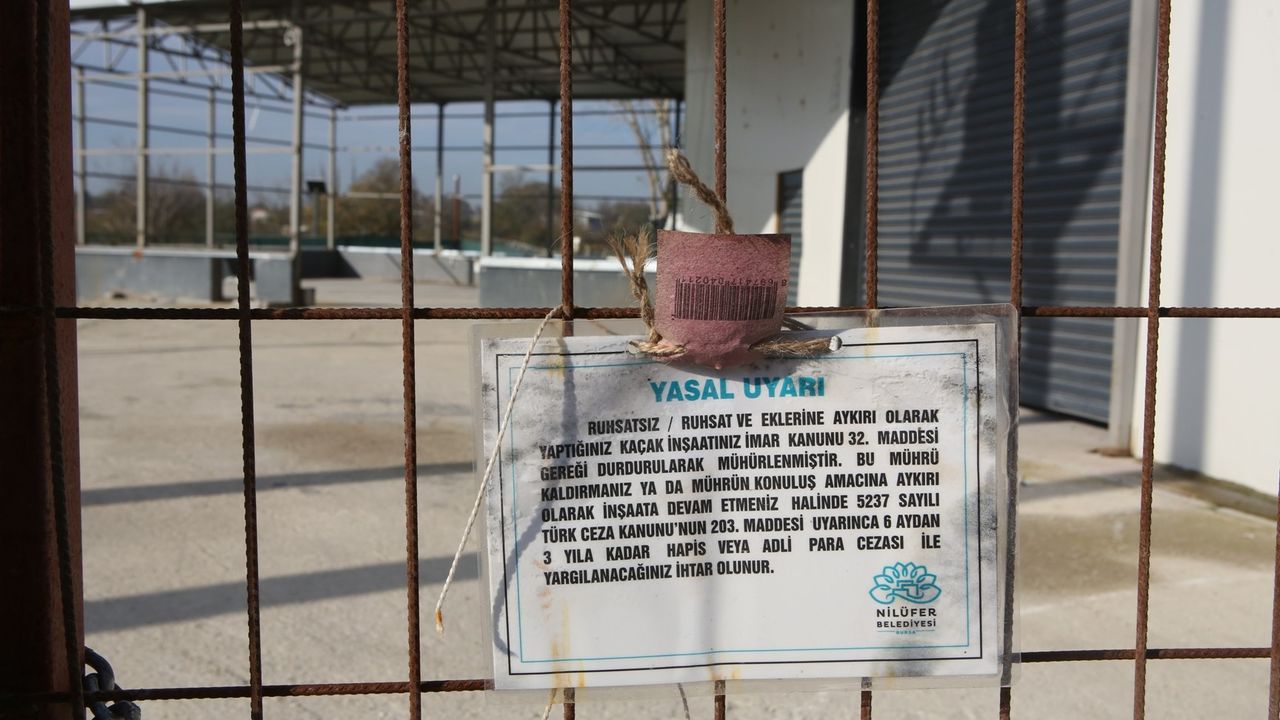 YASAL UYARI
RUHSATSIZ / RUHSAT VE EKLERİNE AYKIRI OLARAK
YAPTIĞINIZ KAÇAK İNŞAATINIZ İMAR KANUNU 32. MADDESİ
GEREĞİ DURDURULARAK MÜHÜRLENMİŞTİR. BU MÜHRÜ
KALDIRMANIZ YA DA MÜHRÜN KONULUŞ AMACINA AYKIRI
OLARAK İNŞAATA DEVAM ETMENİZ HALİNDE 5237 SAYILI
TÜRK CEZA KANUNU'NUN 203. MADDESİ UYARINCA 6 AYDAN
3 YILA KADAR HAPİS VEYA ADLİ PARA CEZASI İLE
YARGILANACAĞINIZ İHTAR OLUNUR.
NİLÜFER
BELEDİYESİ
BURSA